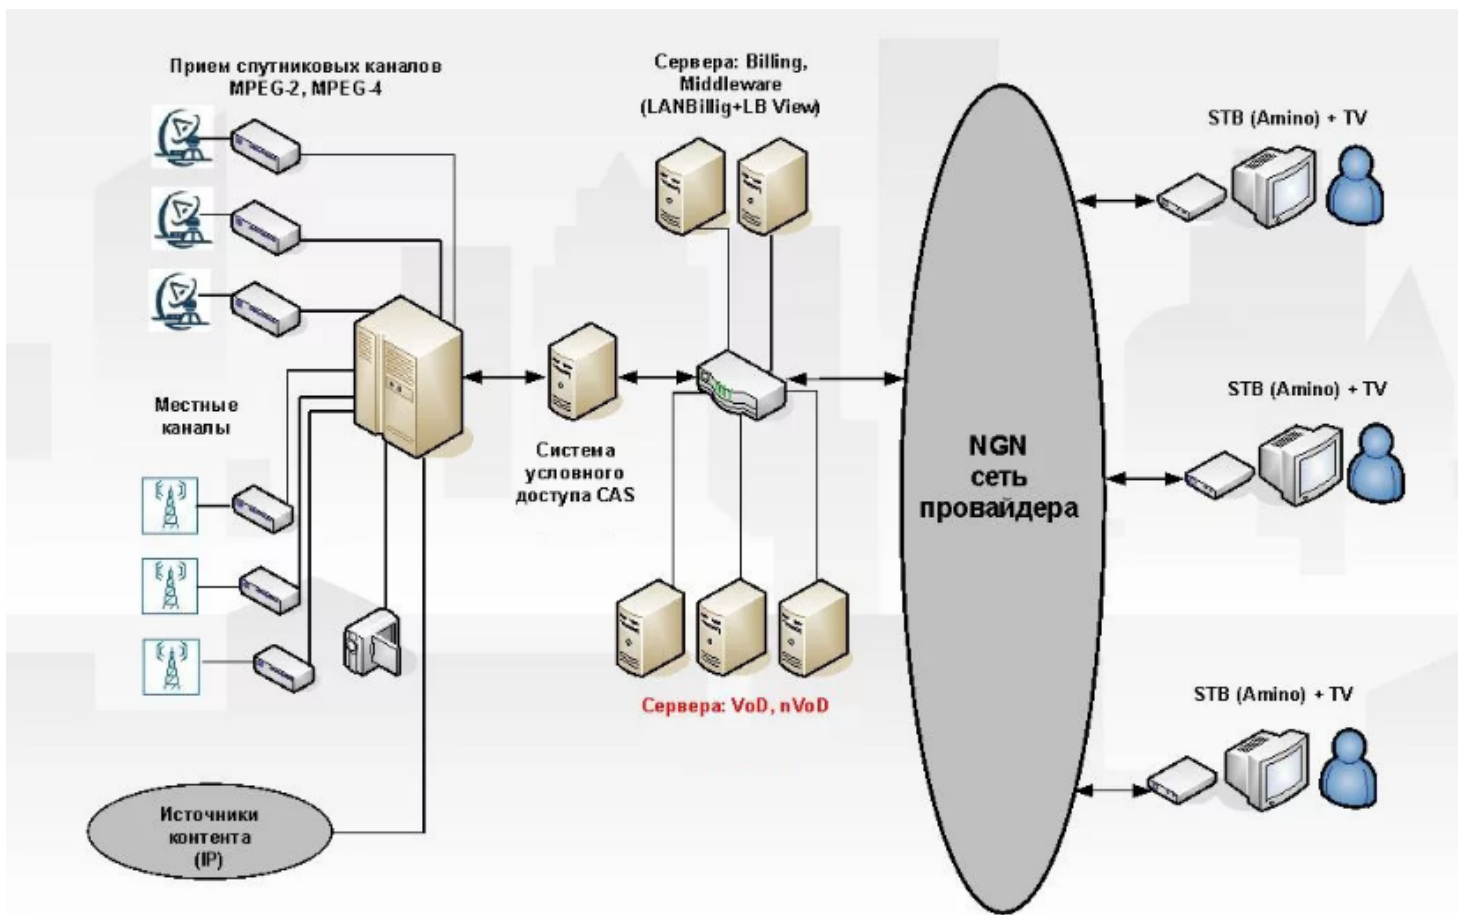 Прием спутниковых каналов
MPEG-2, MPEG-4
Сервера: Billing,
Middleware
(LANBillig+LB View)
STB (Amino) + TV
Местные
каналы
Система
условного
доступа CAS
NGN
сеть
провайдера
STB (Amino) + TV
Сервера: VoD, nVoD
STB (Amino) + TV
Источники
контента
(IP)